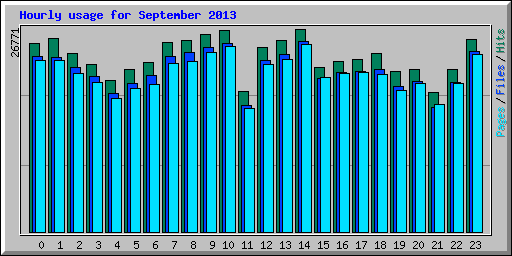 Hourly usage for September 2013
26771
Pages/Files/Hits
0 1 2 3 4 5 6 7 8 9 10 11 12 13 14 15 16 17 18 19 20 21 22 23